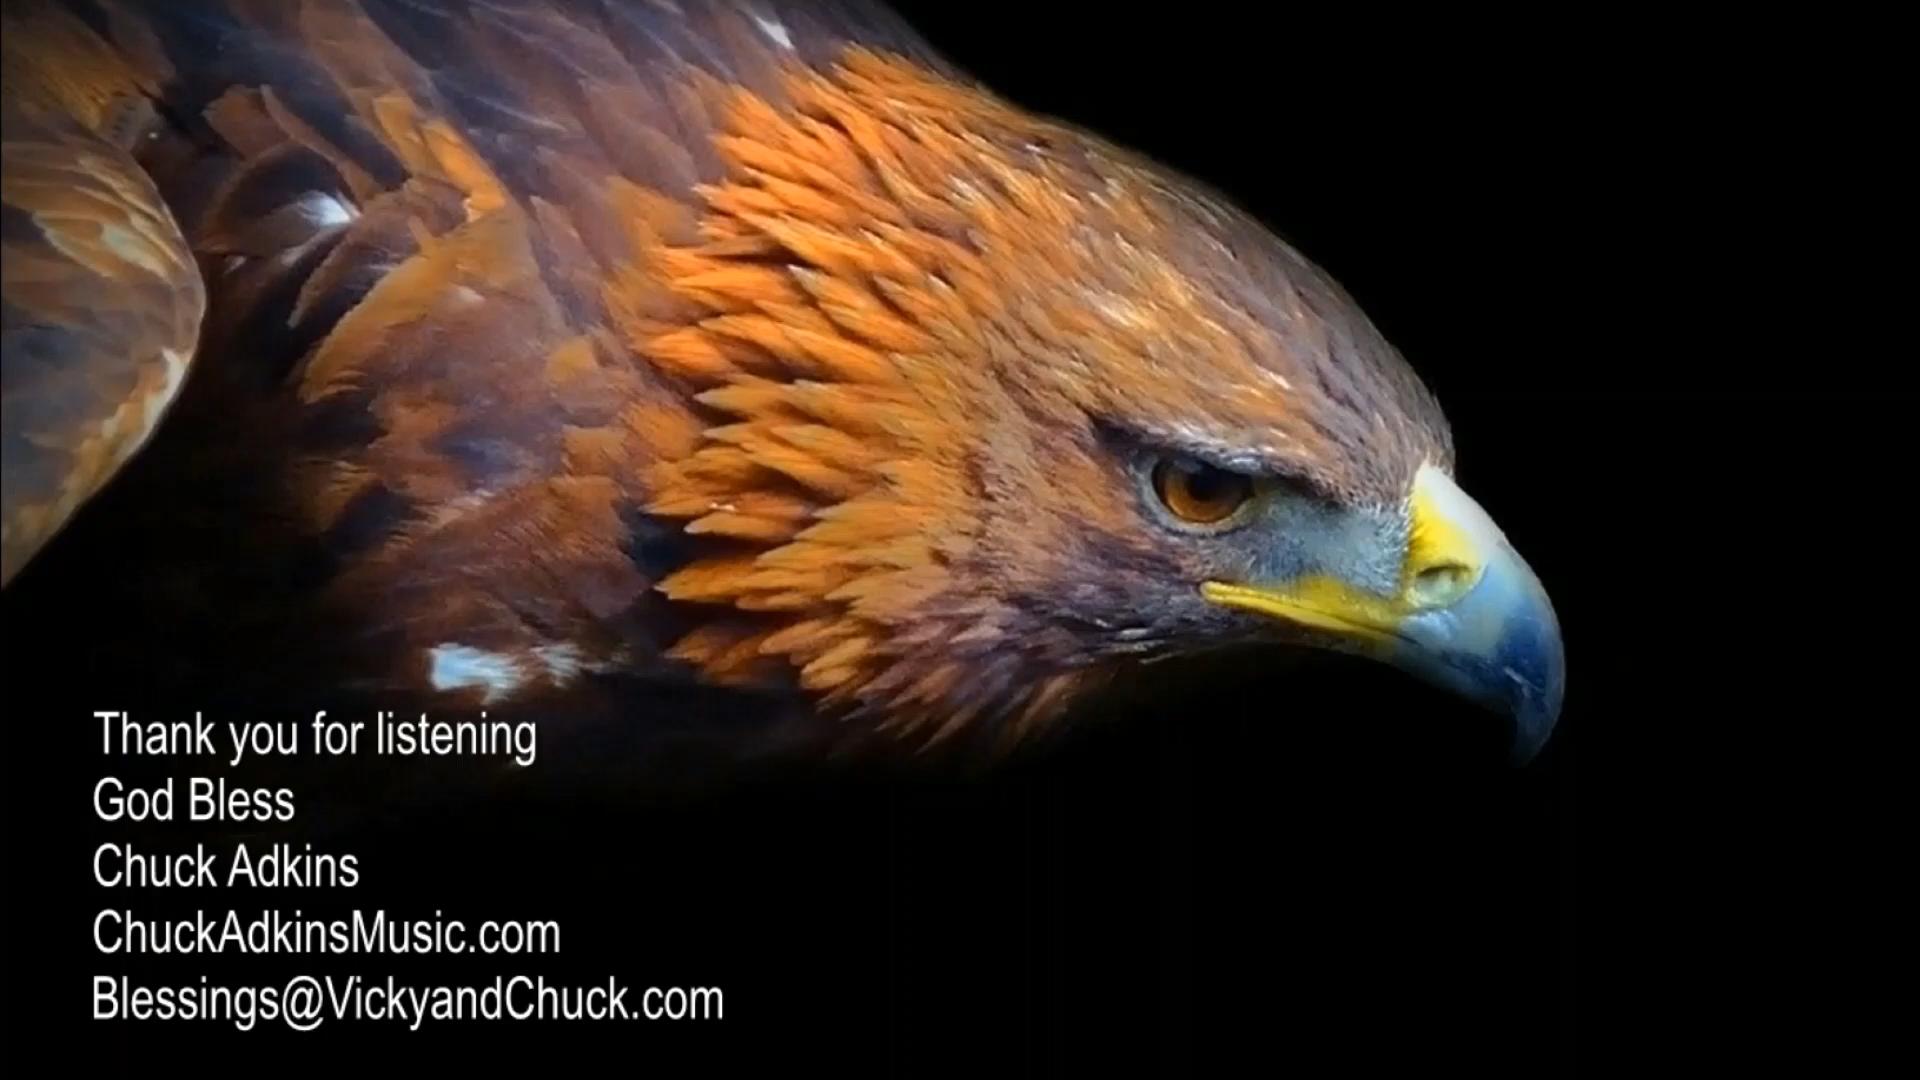 Thank you for listening
God Bless
Chuck Adkins
ChuckAdkinsMusic.com
Blessings@VickyandChuck.com